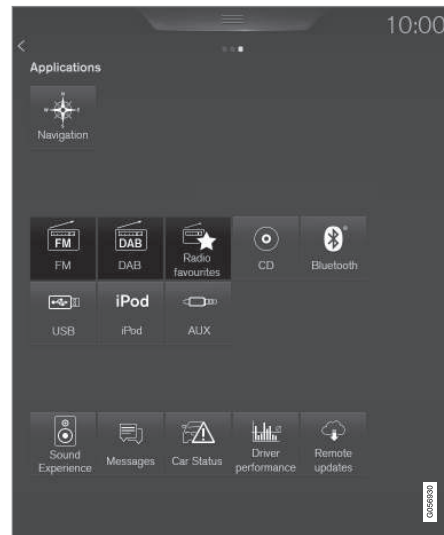 10:00
Applications
N
W E
S
Navigation
FM DAB
FM DAB Radio favourites CD Bluetooth
iPod
USB iPod AUX
Sound Experience Messages Car Status Driver performance Remote updates
G056930